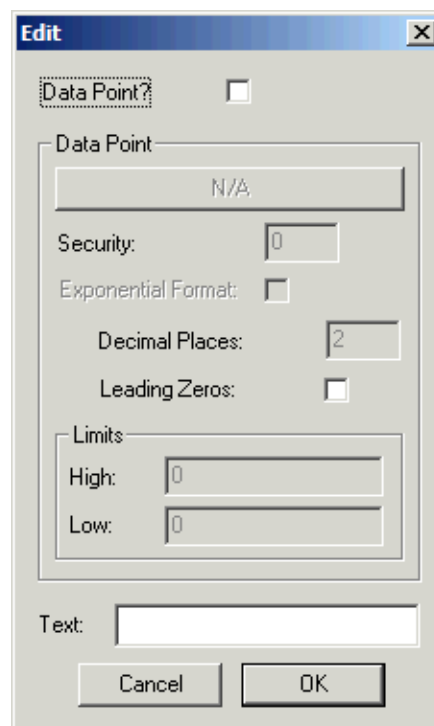 Edit
Data Point?
Data Point
N/A
Security: 0
Exponential Format:
Decimal Places: 2
Leading Zeros:
Limits
High: 0
Low: 0
Text:
Cancel OK